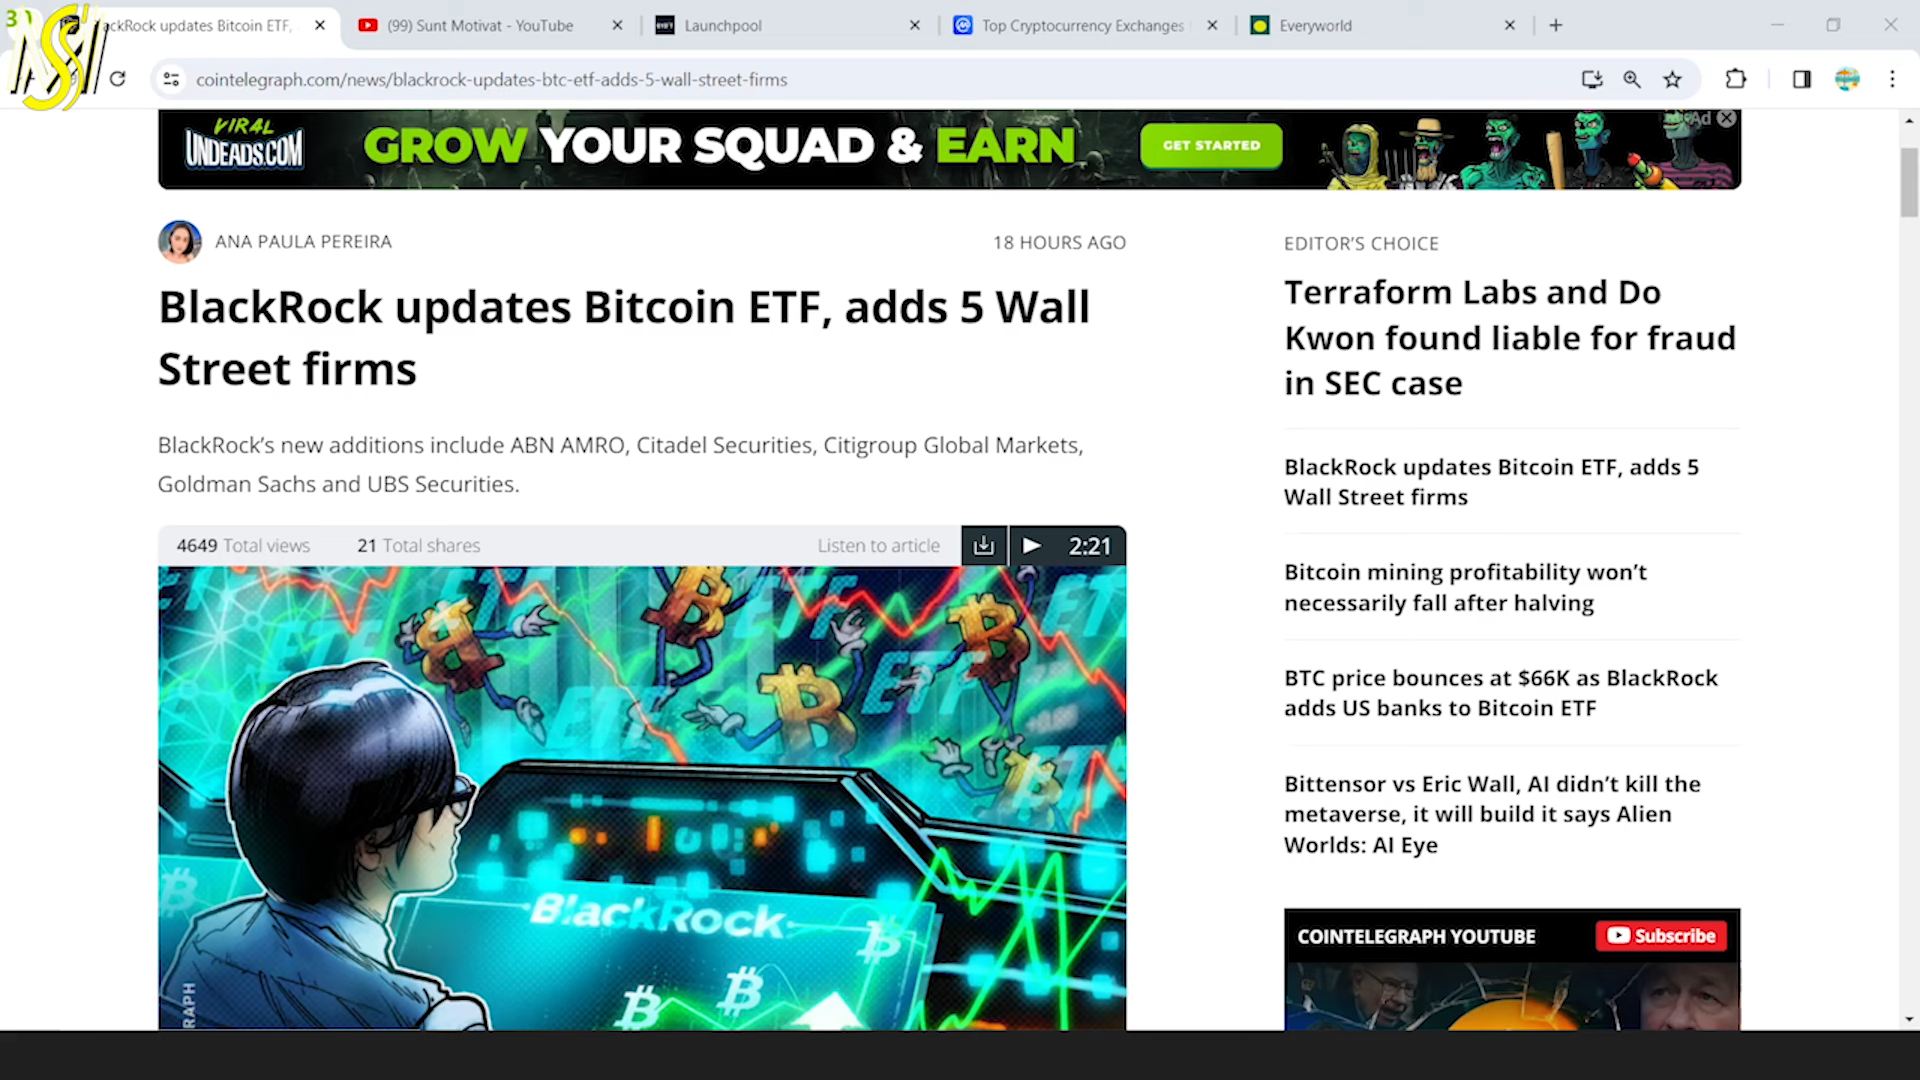 ckRock updates Bitcoin ETF,
(99) Sunt Motivat - YouTube
Launchpool
Top Cryptocurrency Exchanges
Everyworld
cointelegraph.com/news/blackrock-updates-btc-etf-adds-5-wall-street-firms
VIRAL
UNDEADS.COM
GROW YOUR SQUAD & EARN
GET STARTED
Ad
ANA PAULA PEREIRA
18 HOURS AGO
BlackRock updates Bitcoin ETF, adds 5 Wall
Street firms
BlackRock’s new additions include ABN AMRO, Citadel Securities, Citigroup Global Markets,
Goldman Sachs and UBS Securities.
4649 Total views
21 Total shares
Listen to article
2:21
ETF
ETF
ETF
ETF
ETF
BlackRock
EDITOR’S CHOICE
Terraform Labs and Do
Kwon found liable for fraud
in SEC case
BlackRock updates Bitcoin ETF, adds 5
Wall Street firms
Bitcoin mining profitability won’t
necessarily fall after halving
BTC price bounces at $66K as BlackRock
adds US banks to Bitcoin ETF
Bittensor vs Eric Wall, AI didn’t kill the
metaverse, it will build it says Alien
Worlds: AI Eye
COINTELEGRAPH YOUTUBE
Subscribe